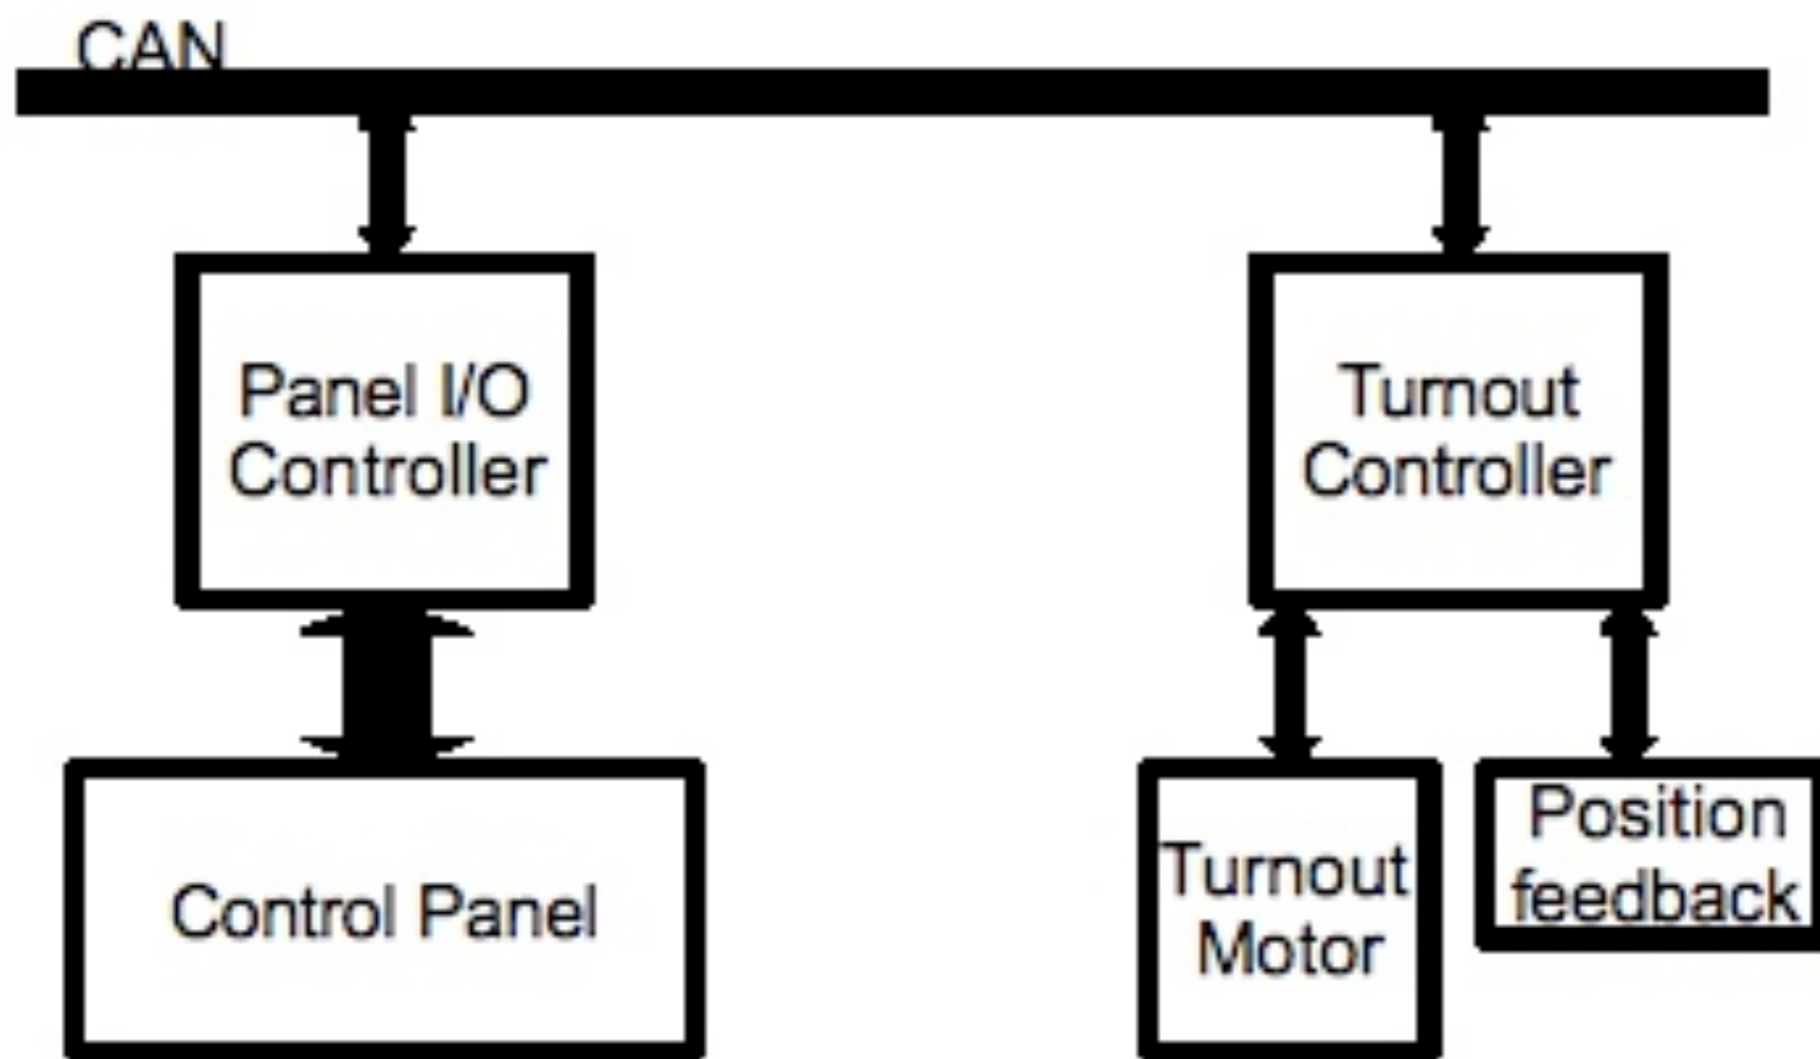 CAN
Panel I/O
Controller
Turnout
Controller
Control Panel
Turnout
Motor
Position
feedback